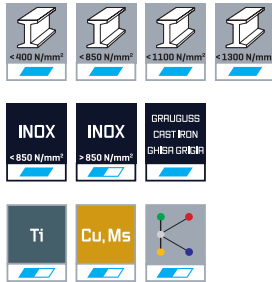 <400 N/mm² <850 N/mm² <1100 N/mm² <1300 N/mm²
INOX INOX GRAUGUSS
CAST IRON
<850 N/mm² >850 N/mm² GHISA GRIGIA
Ti Cu, Ms